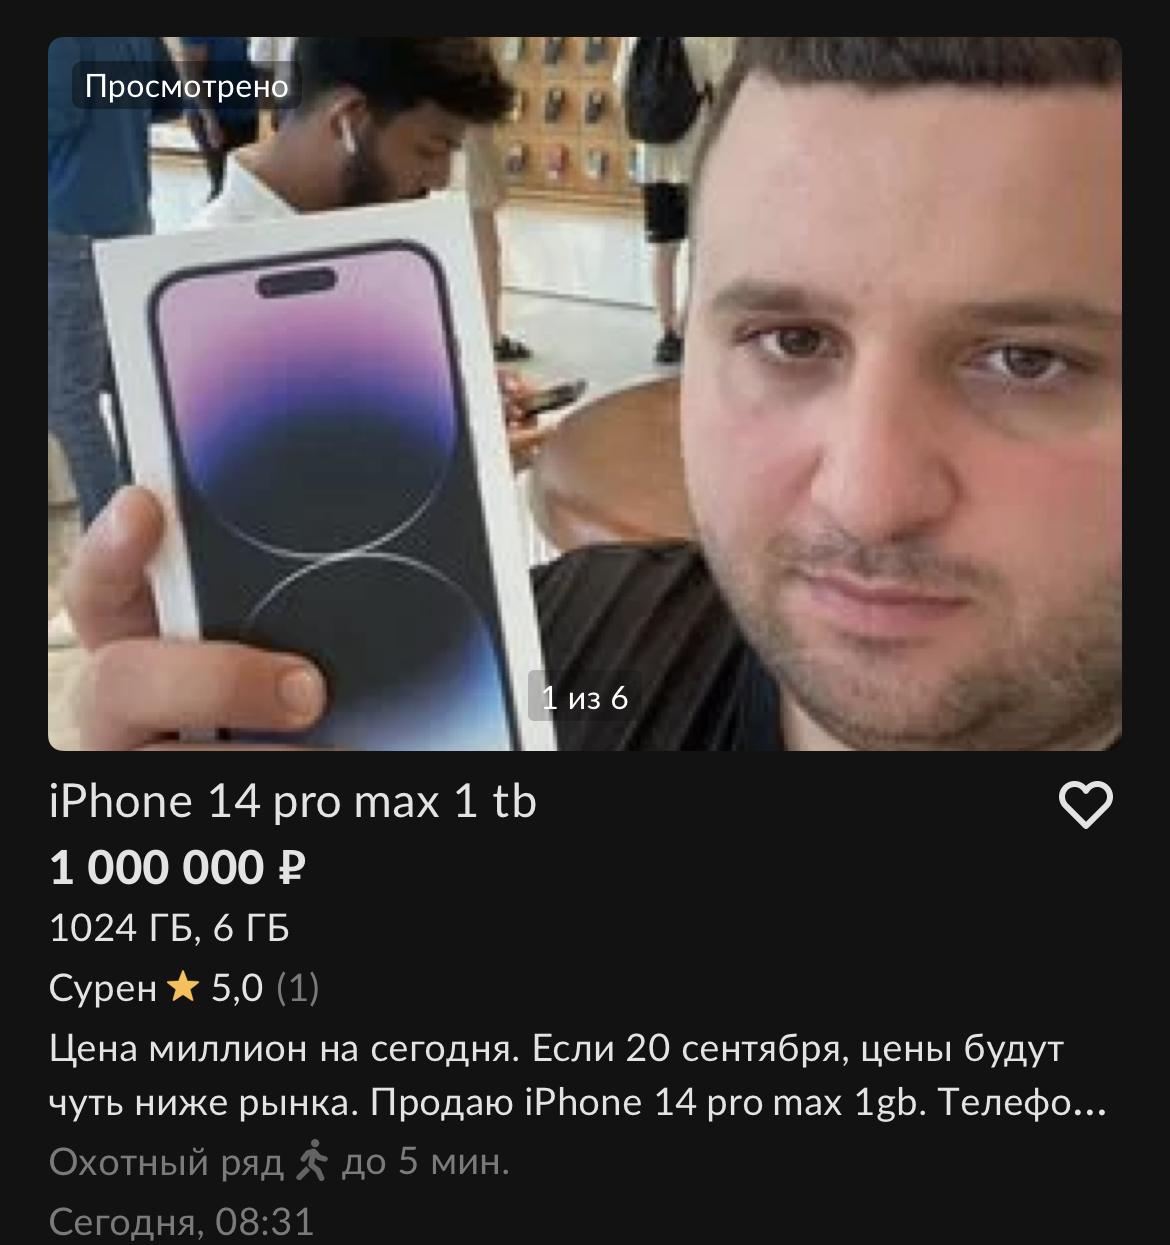 Просмотрено
1 из 6
iPhone 14 pro max 1 tb
1 000 000 ₽
1024 ГБ, 6 ГБ
Сурен ★ 5,0 (1)
Цена миллион на сегодня. Если 20 сентября, цены будут
чуть ниже рынка. Продаю iPhone 14 pro max 1gb. Телефо...
Охотный ряд до 5 мин.
Сегодня, 08:31